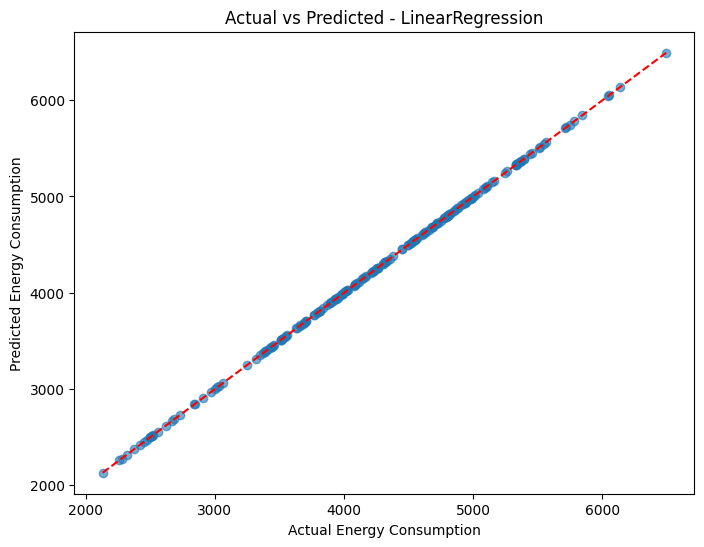 Actual vs Predicted - LinearRegression
Predicted Energy Consumption
6000
5000
4000
3000
2000
2000 3000 4000 5000 6000
Actual Energy Consumption